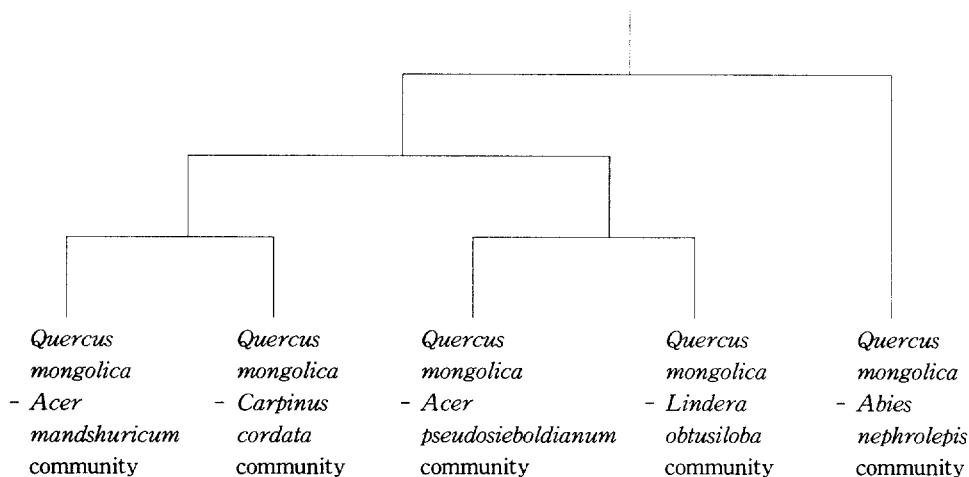 Quercus
mongolica
- Acer
mandshuricum
community
Quercus
mongolica
- Carpinus
cordata
community
Quercus
mongolica
- Acer
pseudosieboldianum
community
Quercus
mongolica
- Lindera
obtusiloba
community
Quercus
mongolica
- Abies
nephrolepis
community